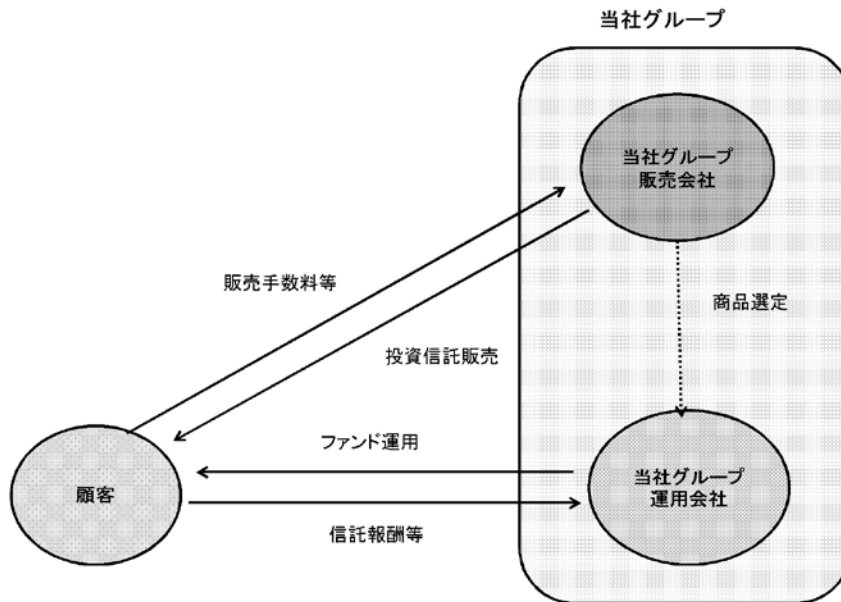 当社グループ
当社グループ
販売会社
販売手数料等
商品選定
投資信託販売
ファンド運用
顧客
当社グループ
運用会社
信託報酬等